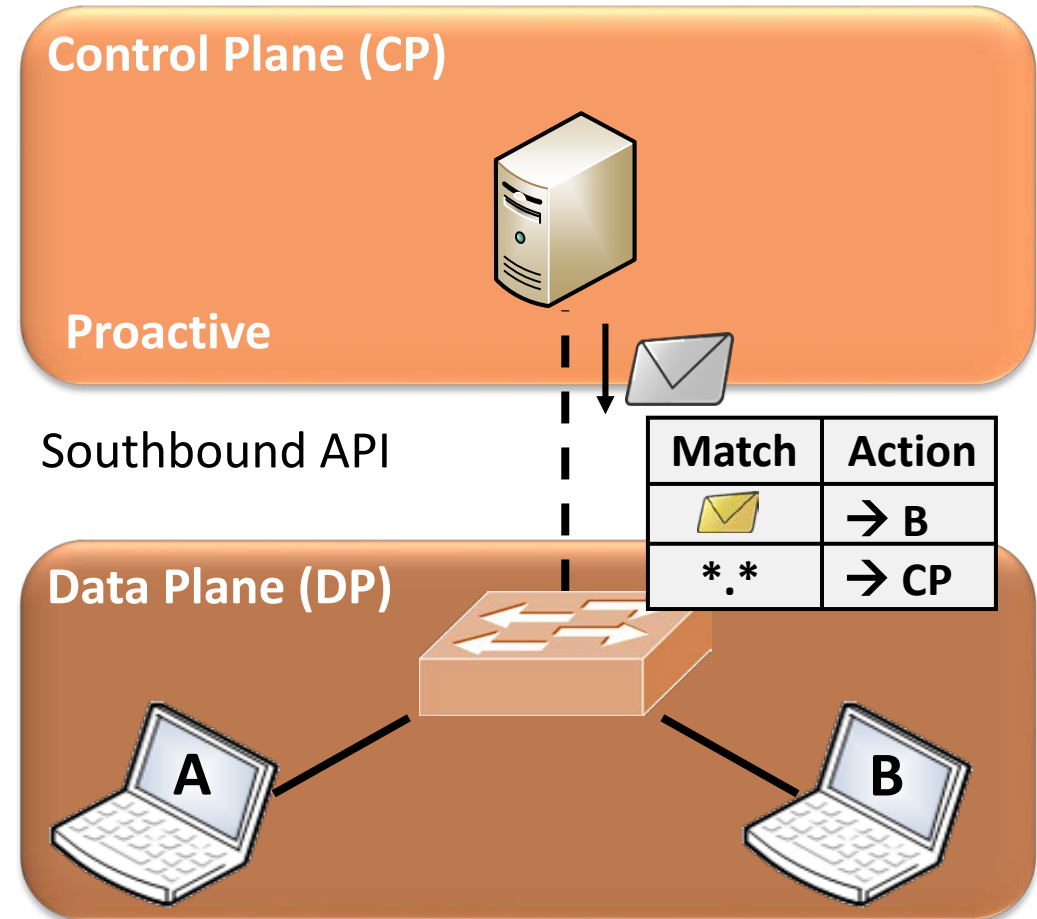 Control Plane (CP)
Proactive
Southbound API
Match Action
→ B
*.* → CP
Data Plane (DP)
A B